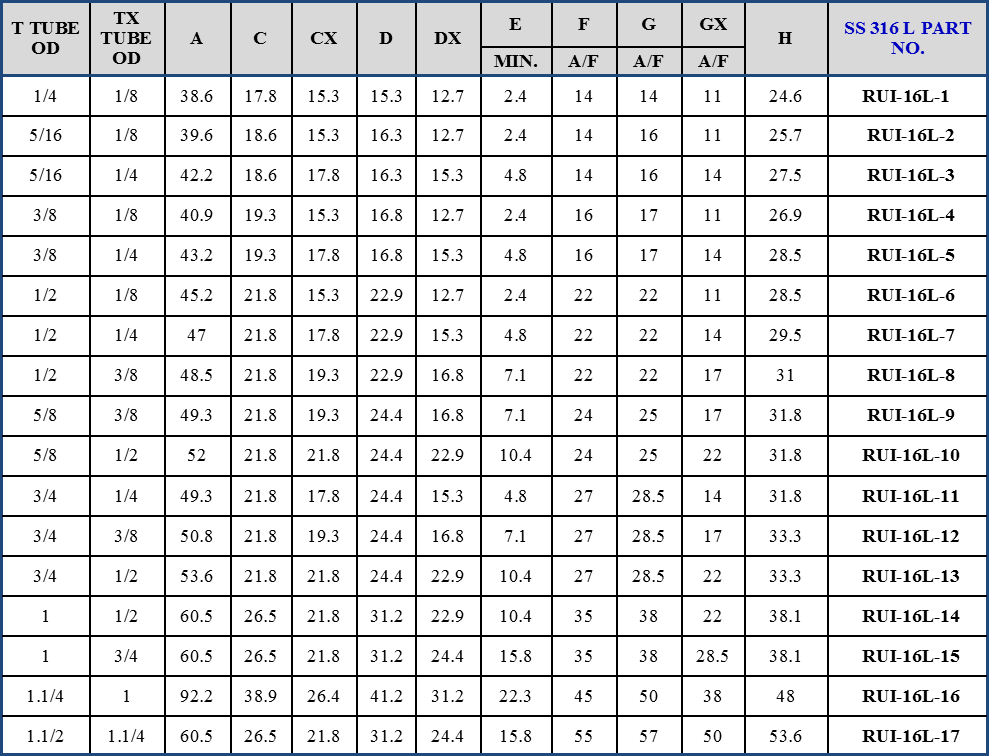 T TUBE OD TX TUBE OD A C CX D DX E F G GX H SS 316 L PART NO.
MIN. A/F A/F A/F
1/4 1/8 38.6 17.8 15.3 15.3 12.7 2.4 14 14 11 24.6 RUI-16L-1
5/16 1/8 39.6 18.6 15.3 16.3 12.7 2.4 14 16 11 25.7 RUI-16L-2
5/16 1/4 42.2 18.6 17.8 16.3 15.3 4.8 14 16 14 27.5 RUI-16L-3
3/8 1/8 40.9 19.3 15.3 16.8 12.7 2.4 16 17 11 26.9 RUI-16L-4
3/8 1/4 43.2 19.3 17.8 16.8 15.3 4.8 16 17 14 28.5 RUI-16L-5
1/2 1/8 45.2 21.8 15.3 22.9 12.7 2.4 22 22 11 28.5 RUI-16L-6
1/2 1/4 47 21.8 17.8 22.9 15.3 4.8 22 22 14 29.5 RUI-16L-7
1/2 3/8 48.5 21.8 19.3 22.9 16.8 7.1 22 22 17 31 RUI-16L-8
5/8 3/8 49.3 21.8 19.3 24.4 16.8 7.1 24 25 17 31.8 RUI-16L-9
5/8 1/2 52 21.8 21.8 24.4 22.9 10.4 24 25 22 31.8 RUI-16L-10
3/4 1/4 49.3 21.8 17.8 24.4 15.3 4.8 27 28.5 14 31.8 RUI-16L-11
3/4 3/8 50.8 21.8 19.3 24.4 16.8 7.1 27 28.5 17 33.3 RUI-16L-12
3/4 1/2 53.6 21.8 21.8 24.4 22.9 10.4 27 28.5 22 33.3 RUI-16L-13
1 1/2 60.5 26.5 21.8 31.2 22.9 10.4 35 38 22 38.1 RUI-16L-14
1 3/4 60.5 26.5 21.8 31.2 24.4 15.8 35 38 28.5 38.1 RUI-16L-15
1.1/4 1 92.2 38.9 26.4 41.2 31.2 22.3 45 50 38 48 RUI-16L-16
1.1/2 1.1/4 60.5 26.5 21.8 31.2 24.4 15.8 55 57 50 53.6 RUI-16L-17